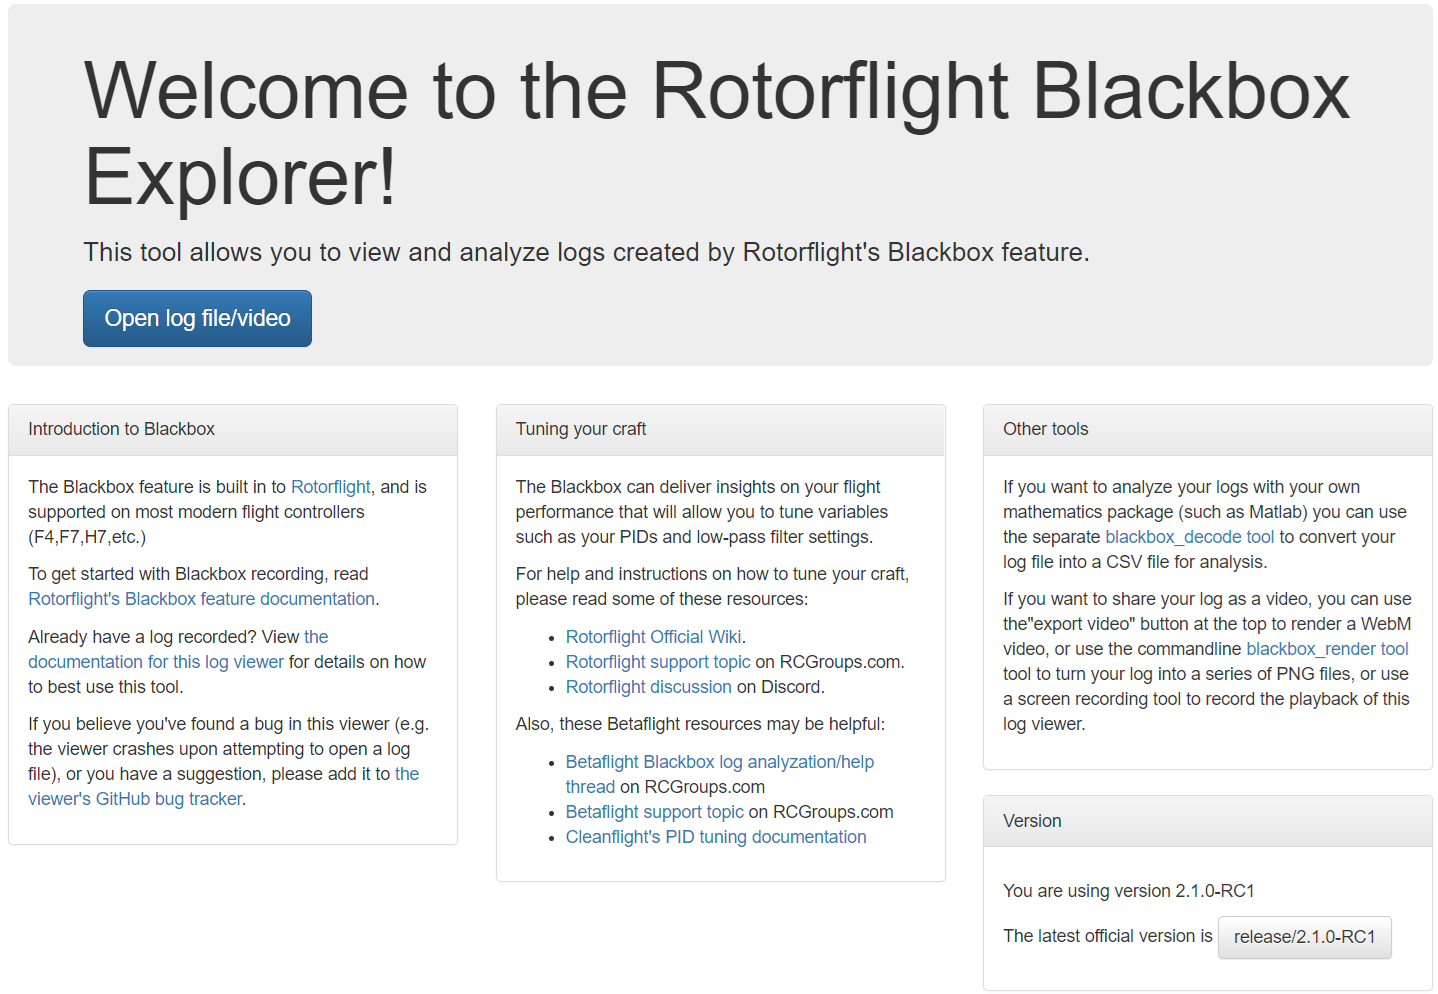 Welcome to the Rotorflight Blackbox
Explorer!
This tool allows you to view and analyze logs created by Rotorflight's Blackbox feature.
Open log file/video
Introduction to Blackbox
The Blackbox feature is built in to Rotorflight, and is
supported on most modern flight controllers
(F4,F7,H7,etc.)
To get started with Blackbox recording, read
Rotorflight's Blackbox feature documentation.
Already have a log recorded? View the
documentation for this log viewer for details on how
to best use this tool.
If you believe you've found a bug in this viewer (e.g.
the viewer crashes upon attempting to open a log
file), or you have a suggestion, please add it to the
viewer's GitHub bug tracker.
Tuning your craft
The Blackbox can deliver insights on your flight
performance that will allow you to tune variables
such as your PIDs and low-pass filter settings.
For help and instructions on how to tune your craft,
please read some of these resources:
• Rotorflight Official Wiki.
• Rotorflight support topic on RCGroups.com.
• Rotorflight discussion on Discord.
Also, these Betaflight resources may be helpful:
• Betaflight Blackbox log analyzation/help
thread on RCGroups.com
• Betaflight support topic on RCGroups.com
• Cleanflight's PID tuning documentation
Other tools
If you want to analyze your logs with your own
mathematics package (such as Matlab) you can use
the separate blackbox_decode tool to convert your
log file into a CSV file for analysis.
If you want to share your log as a video, you can use
the"export video" button at the top to render a WebM
video, or use the commandline blackbox_render tool
tool to turn your log into a series of PNG files, or use
a screen recording tool to record the playback of this
log viewer.
Version
You are using version 2.1.0-RC1
The latest official version is release/2.1.0-RC1